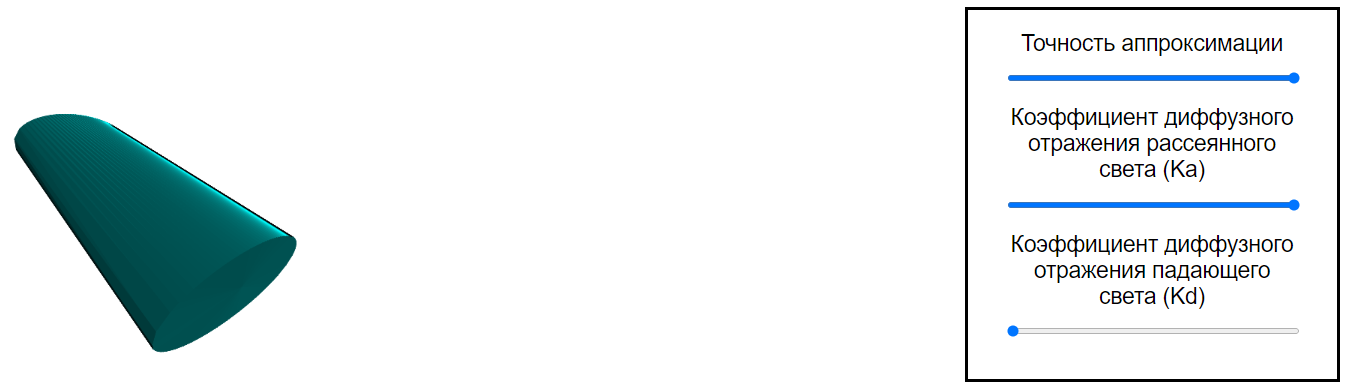 Точность аппроксимации
Коэффициент диффузного
отражения рассеянного
света (Ka)
Коэффициент диффузного
отражения падающего
света (Kd)